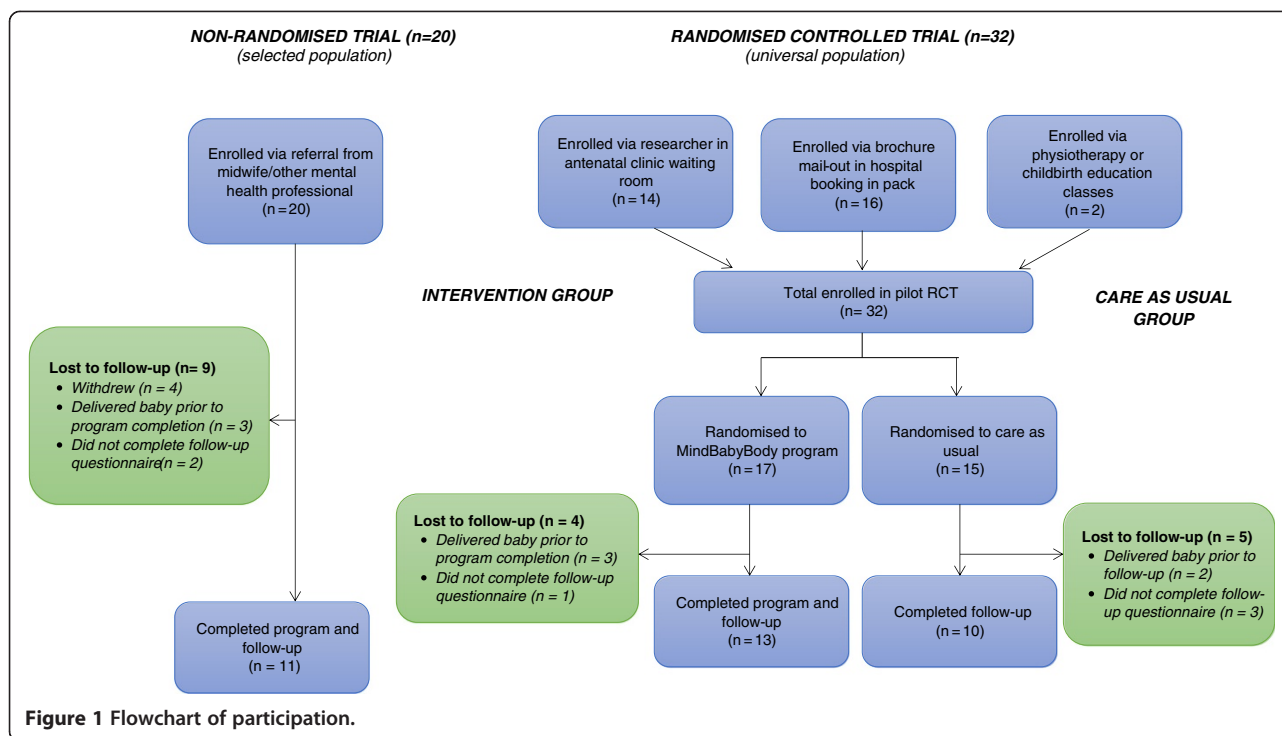 NON-RANDOMISED TRIAL (n=20)
(selected population)
Enrolled via referral from
midwife/other mental
health professional
(n=20)
Lost to follow-up (n= 9)
• Withdrew (n = 4)
• Delivered baby prior to
program completion (n = 3)
• Did not complete follow-up
questionnaire(n = 2)
Completed program and
follow-up
(n = 11)
RANDOMISED CONTROLLED TRIAL (n=32)
(universal population)
Enrolled via researcher in
antenatal clinic waiting
room
(n=14)
Enrolled via brochure
mail-out in hospital
booking in pack
(n=16)
Enrolled via
physiotherapy or
childbirth education
classes
(n=2)
INTERVENTION GROUP
Total enrolled in pilot RCT
(n= 32)
CARE AS USUAL
GROUP
Randomised to
MindBabyBody program
(n=17)
Randomised to care as
usual
(n=15)
Lost to follow-up (n = 4)
• Delivered baby prior to
program completion (n = 3)
• Did not complete follow-up
questionnaire (n = 1)
Lost to follow-up (n = 5)
• Delivered baby prior to
follow-up (n = 2)
• Did not complete follow-
up questionnaire (n = 3)
Completed program and
follow-up
(n=13)
Completed follow-up
(n=10)
Figure 1 Flowchart of participation.